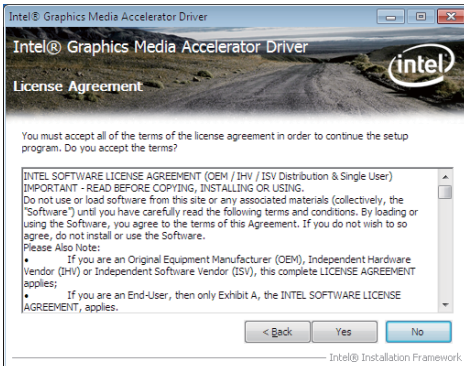 Intel® Graphics Media Accelerator Driver
Intel® Graphics Media Accelerator Driver
intel
License Agreement
You must accept all of the terms of the license agreement in order to continue the setup
program. Do you accept the terms?
INTEL SOFTWARE LICENSE AGREEMENT (OEM / IHV / ISV Distribution & Single User)
IMPORTANT - READ BEFORE COPYING, INSTALLING OR USING.
Do not use or load software from this site or any associated materials (collectively, the
"Software") until you have carefully read the following terms and conditions. By loading or
using the Software, you agree to the terms of this Agreement. If you do not wish to so
agree, do not install or use the Software.
Please Also Note:
• If you are an Original Equipment Manufacturer (OEM), Independent Hardware
Vendor (IHV) or Independent Software Vendor (ISV), this complete LICENSE AGREEMENT
applies;
• If you are an End-User, then only Exhibit A, the INTEL SOFTWARE LICENSE
AGREEMENT, applies.
< Back Yes No
Intel® Installation Framework